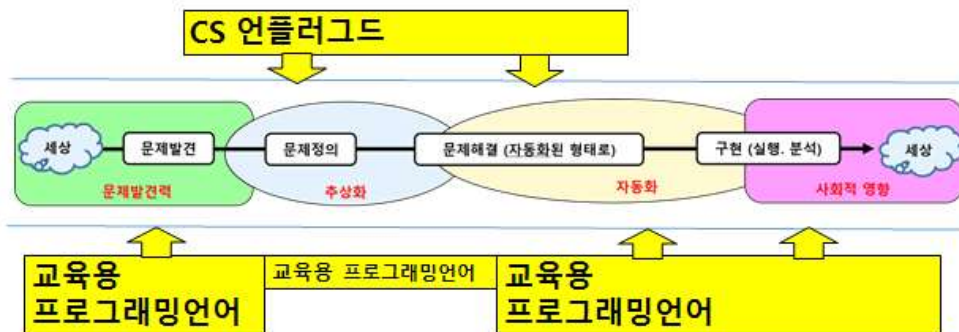 CS 언플러그드
세상
문제발견
문제정의
문제해결 (자동화된 형태로)
구현 (실행. 분석)
세상
문제발견력
추상화
자동화
사회적 영향
교육용
프로그래밍언어
교육용 프로그래밍언어
교육용
프로그래밍언어